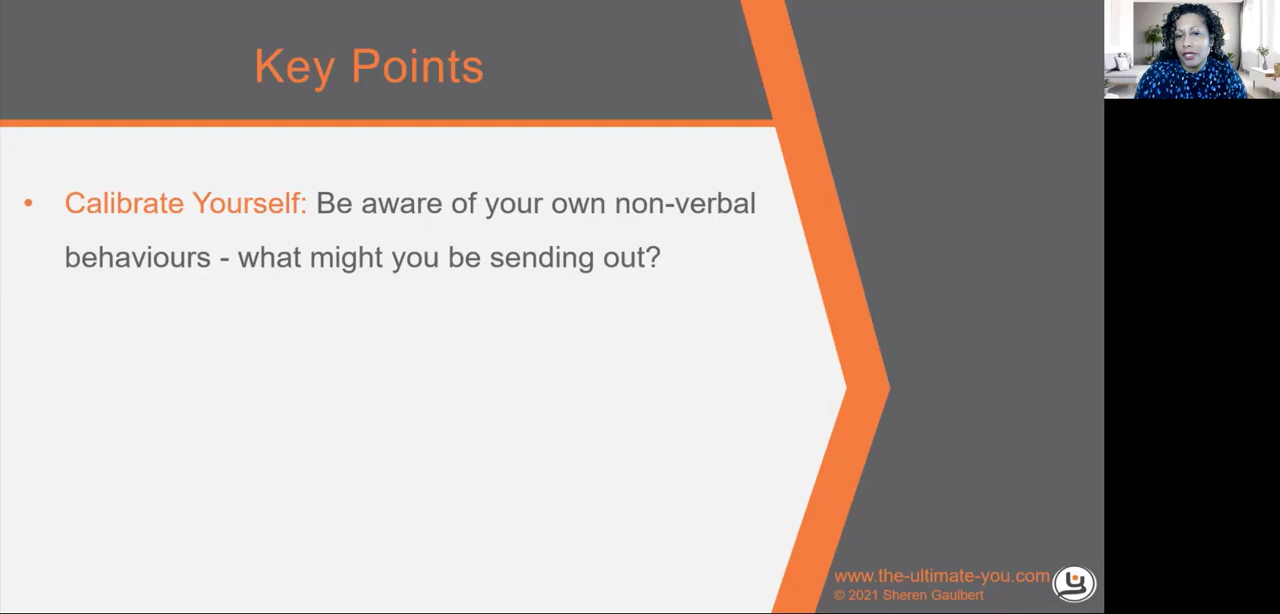 Key Points
• Calibrate Yourself: Be aware of your own non-verbal
behaviours - what might you be sending out?
www.the-ultimate-you.com
© 2021 Sheren Gaulbert